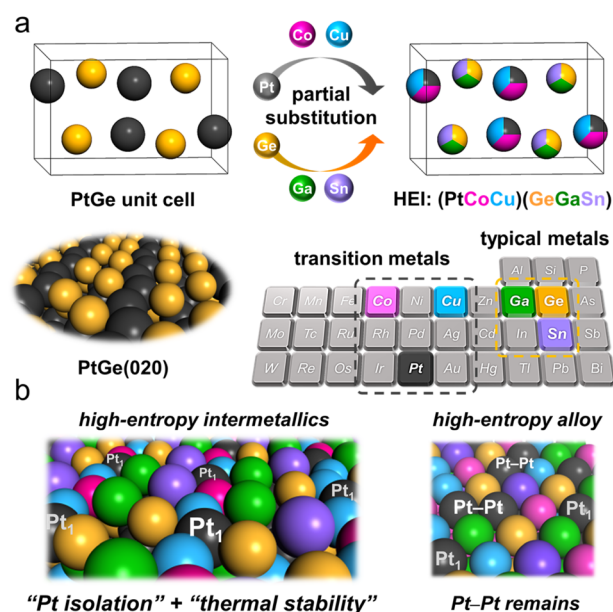 a
Co Cu
Pt
partial
substitution
Ge
Ga Sn
PtGe unit cell
HEI: (PtCoCu)(GeGaSn)
transition metals
typical metals
Al Si P
Cr Mn Fe Co Ni Cu Zn Ga Ge As
Mo Tc Ru Rh Pd Ag Cd In Sn Sb
W Re Os Ir Pt Au Hg Tl Pb Bi
PtGe(020)
b
high-entropy intermetallics
high-entropy alloy
Pt1 Pt1 Pt1
Pt1
Pt1
Pt–Pt
Pt–Pt
Pt1
“Pt isolation” + “thermal stability”
Pt–Pt remains